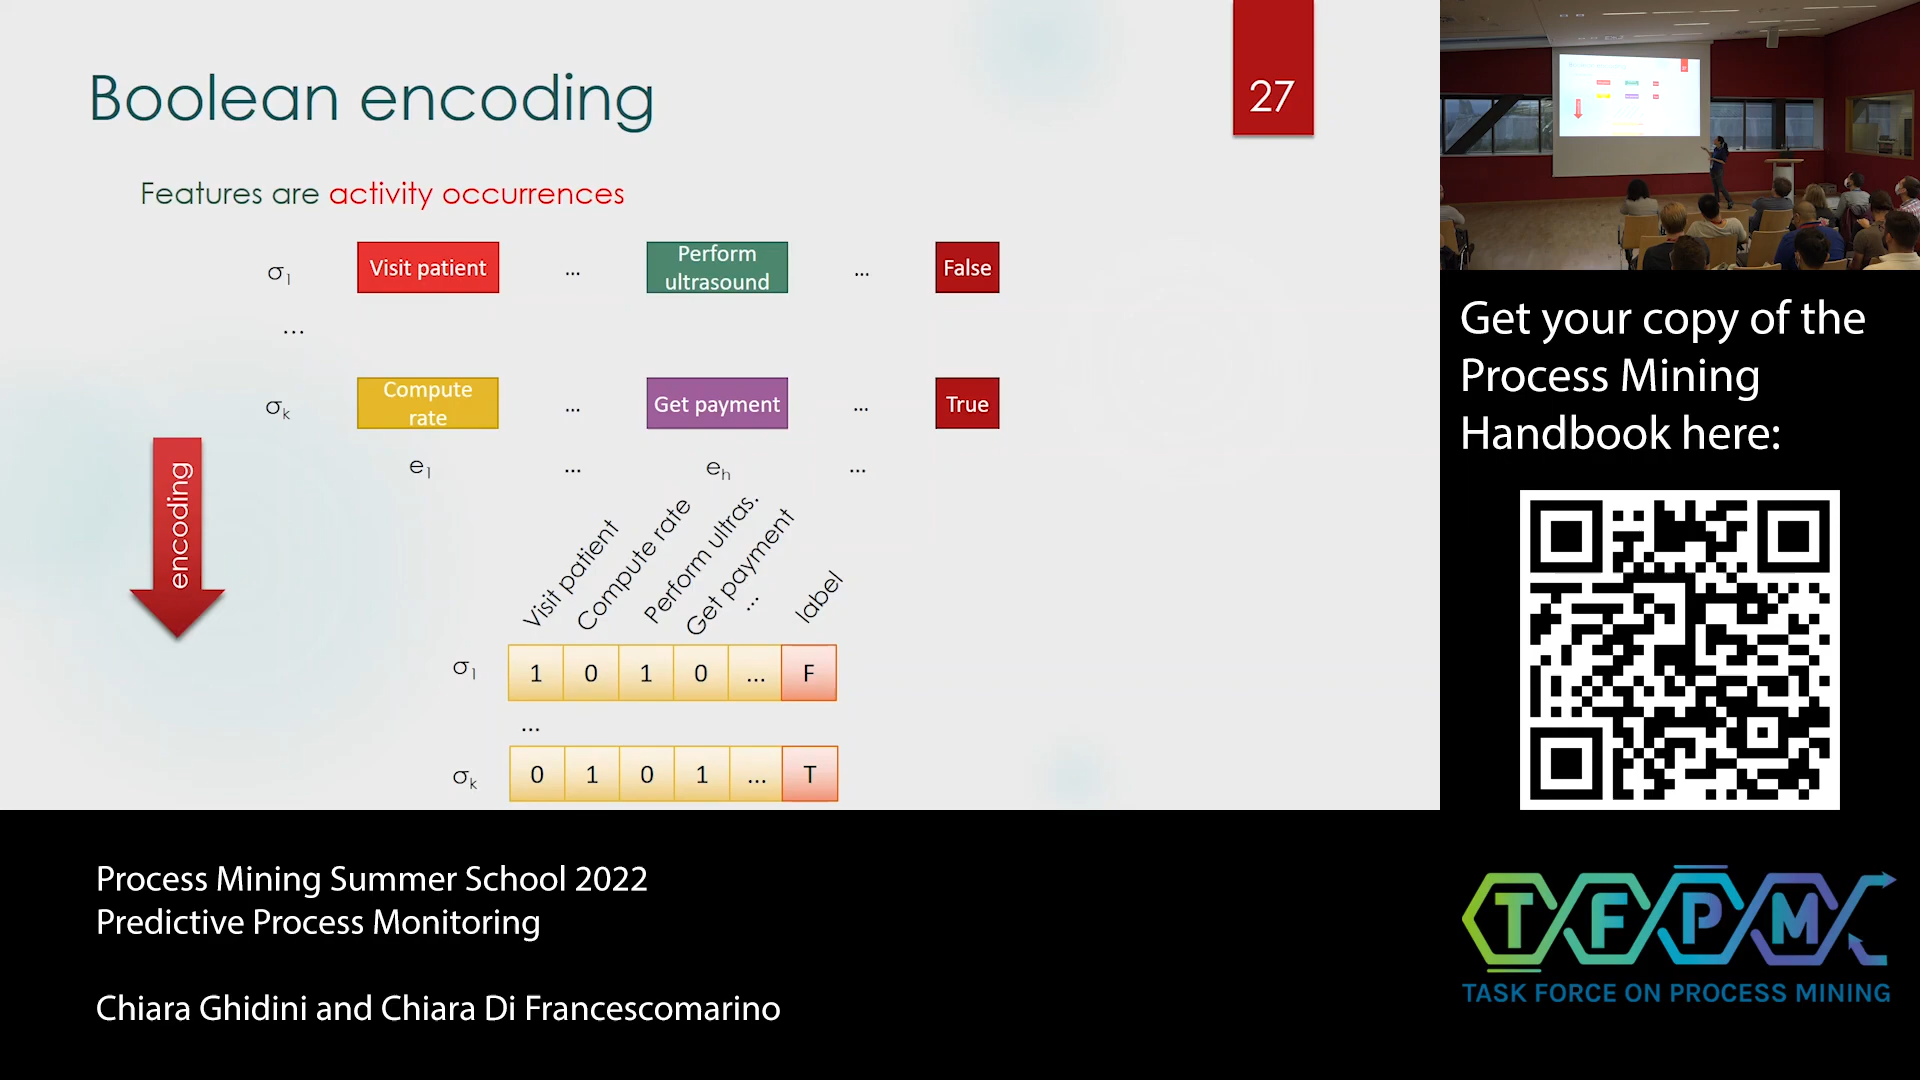 Boolean encoding
27
Features are activity occurrences
σ1 Visit patient ... Perform ultrasound ... False
...
σk Compute rate ... Get payment ... True
e1 ... eh ...
encoding
Visit patient
Compute rate
Perform ultras.
Get payment
...
label
σ1 1 0 1 0 ... F
...
σk 0 1 0 1 ... T
Get your copy of the
Process Mining
Handbook here:
Process Mining Summer School 2022
Predictive Process Monitoring
Chiara Ghidini and Chiara Di Francescomarino
TFPM
TASK FORCE ON PROCESS MINING